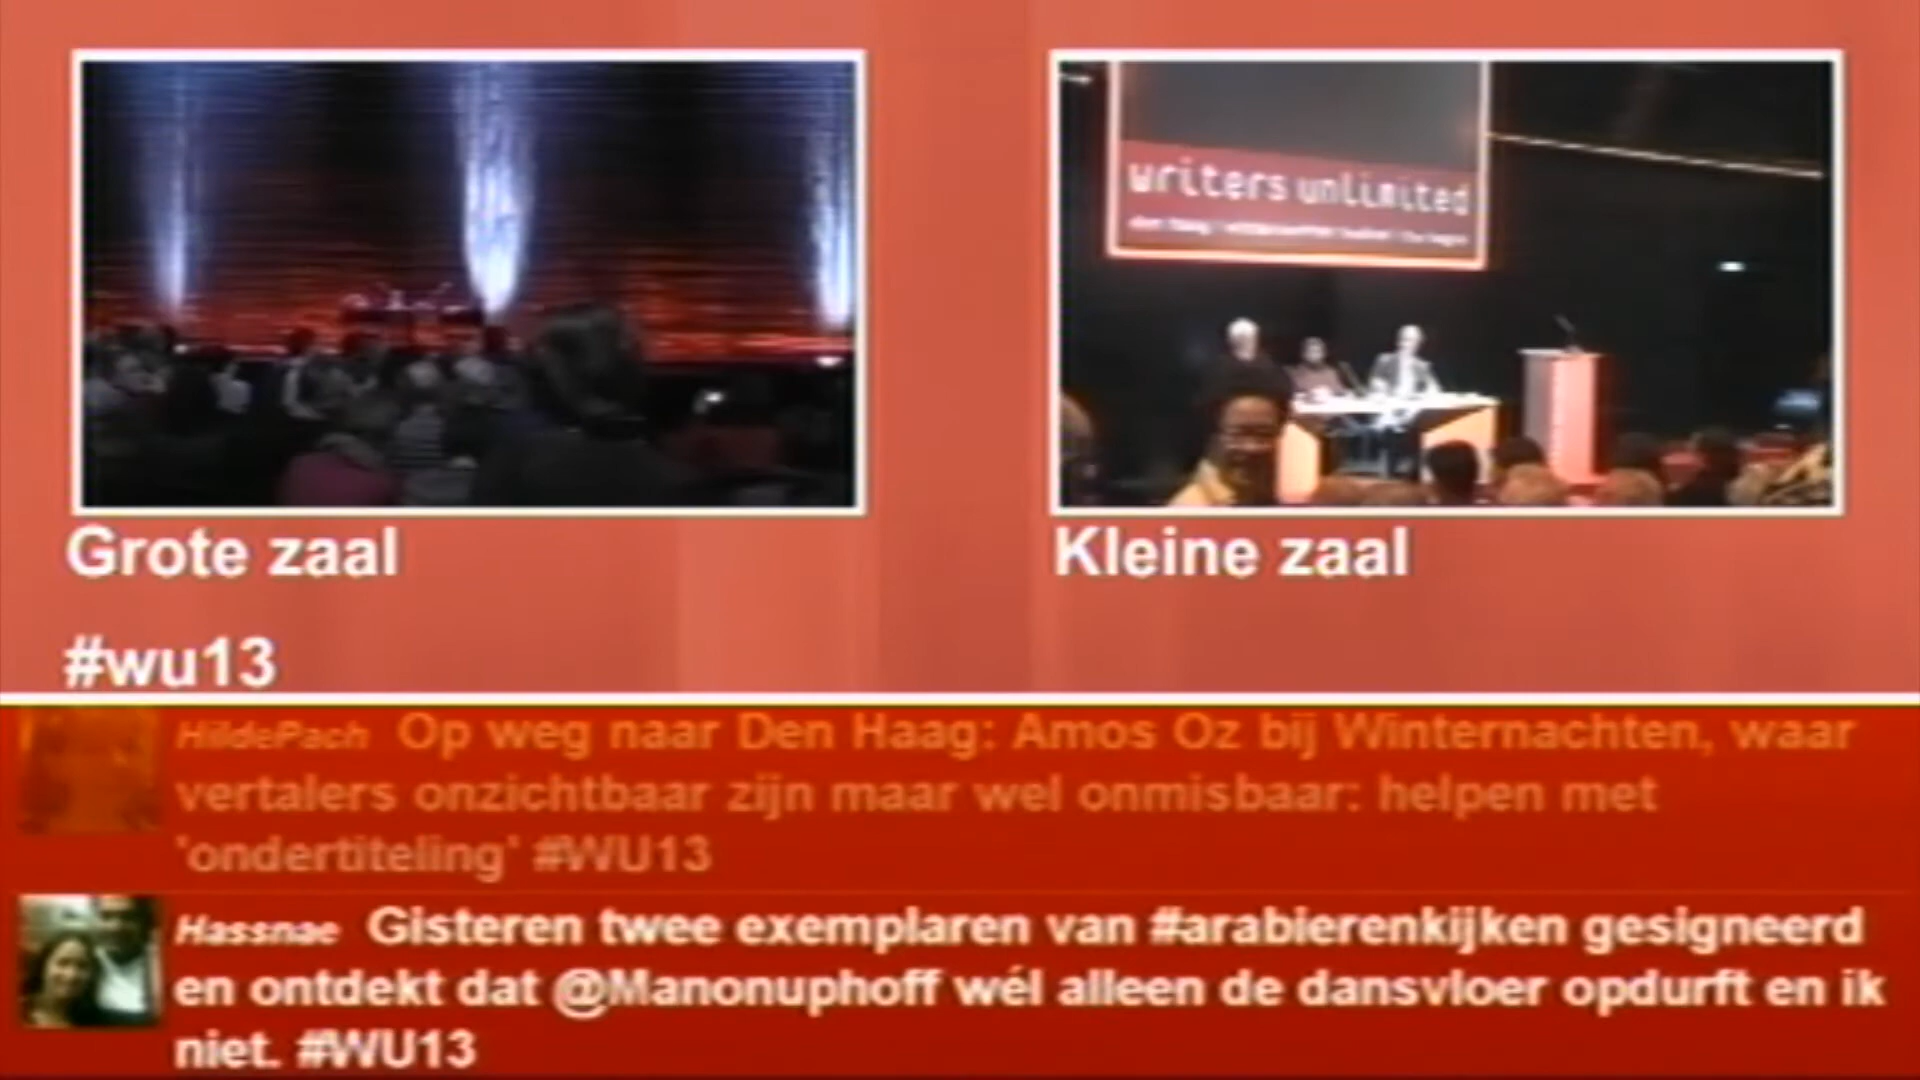 writers unlimited
Grote zaal
Kleine zaal
#wu13
HildePach Op weg naar Den Haag: Amos Oz bij Winternachten, waar
vertalers onzichtbaar zijn maar wel onmisbaar: helpen met
'ondertiteling' #WU13
Hassnae Gisteren twee exemplaren van #arabierenkijken gesigneerd
en ontdekt dat @Manonuphoff wél alleen de dansvloer opdurft en ik
niet. #WU13